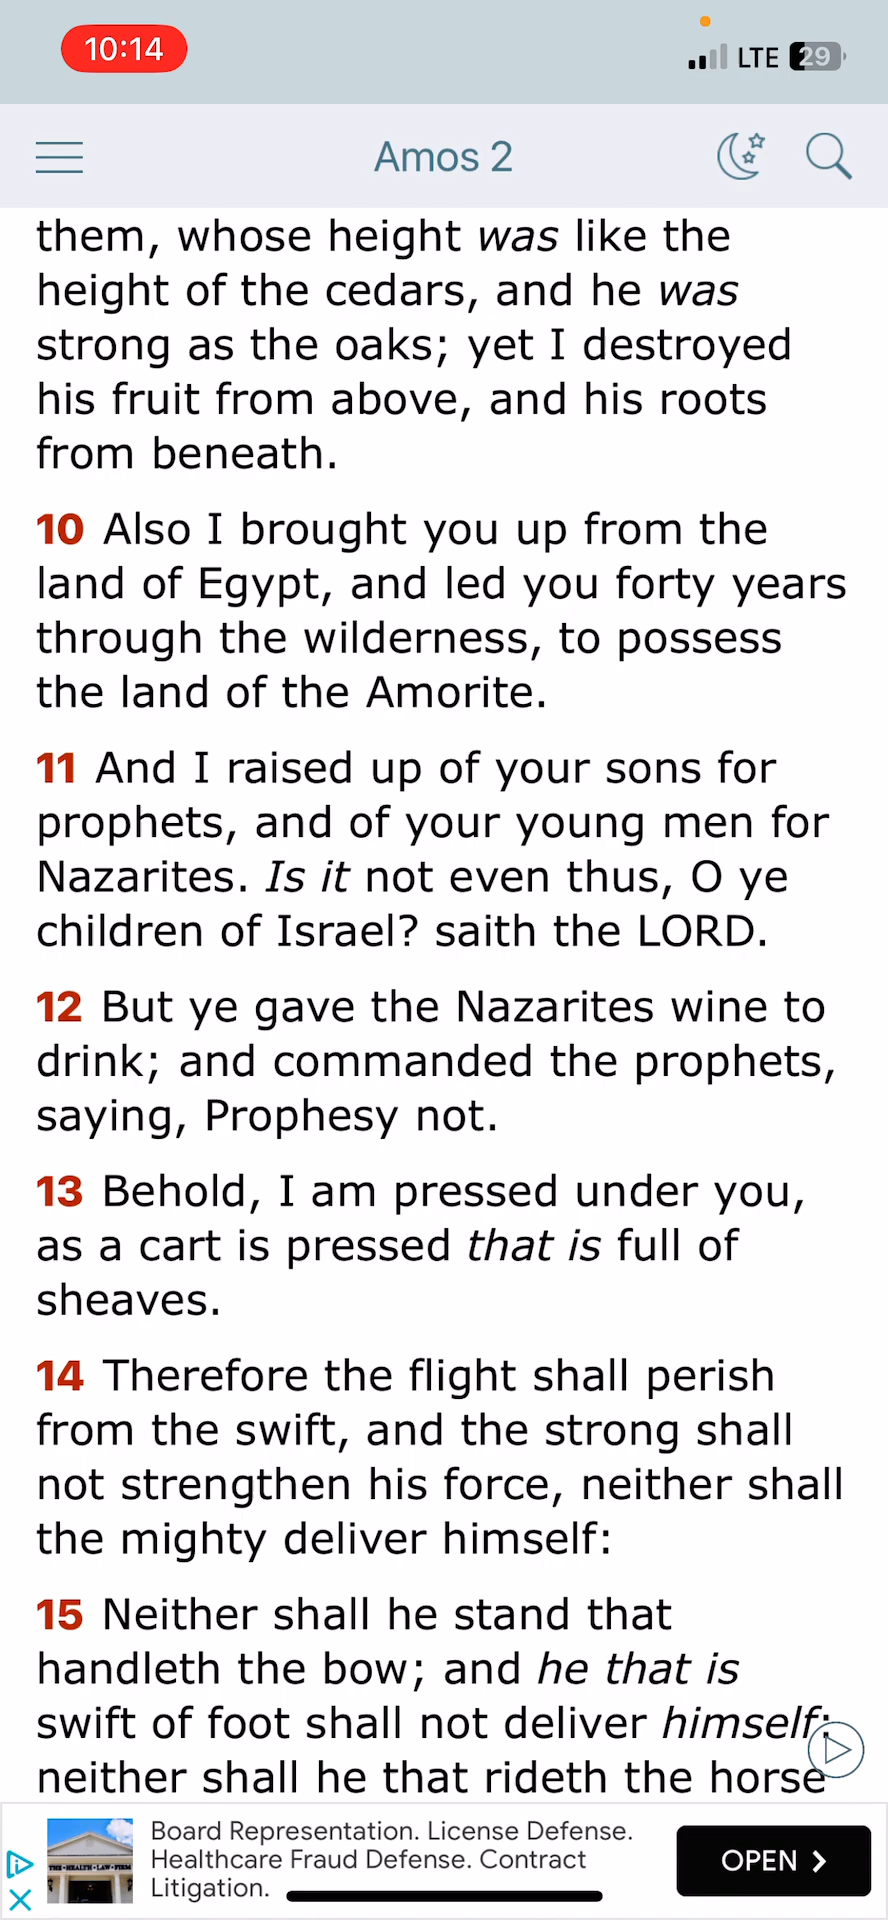 10:14
LTE 29
Amos 2
them, whose height was like the
height of the cedars, and he was
strong as the oaks; yet I destroyed
his fruit from above, and his roots
from beneath.
10 Also I brought you up from the
land of Egypt, and led you forty years
through the wilderness, to possess
the land of the Amorite.
11 And I raised up of your sons for
prophets, and of your young men for
Nazarites. Is it not even thus, O ye
children of Israel? saith the LORD.
12 But ye gave the Nazarites wine to
drink; and commanded the prophets,
saying, Prophesy not.
13 Behold, I am pressed under you,
as a cart is pressed that is full of
sheaves.
14 Therefore the flight shall perish
from the swift, and the strong shall
not strengthen his force, neither shall
the mighty deliver himself:
15 Neither shall he stand that
handleth the bow; and he that is
swift of foot shall not deliver himself:
neither shall he that rideth the horse
THE HEALTH LAW FIRM
Board Representation. License Defense.
Healthcare Fraud Defense. Contract
Litigation.
OPEN